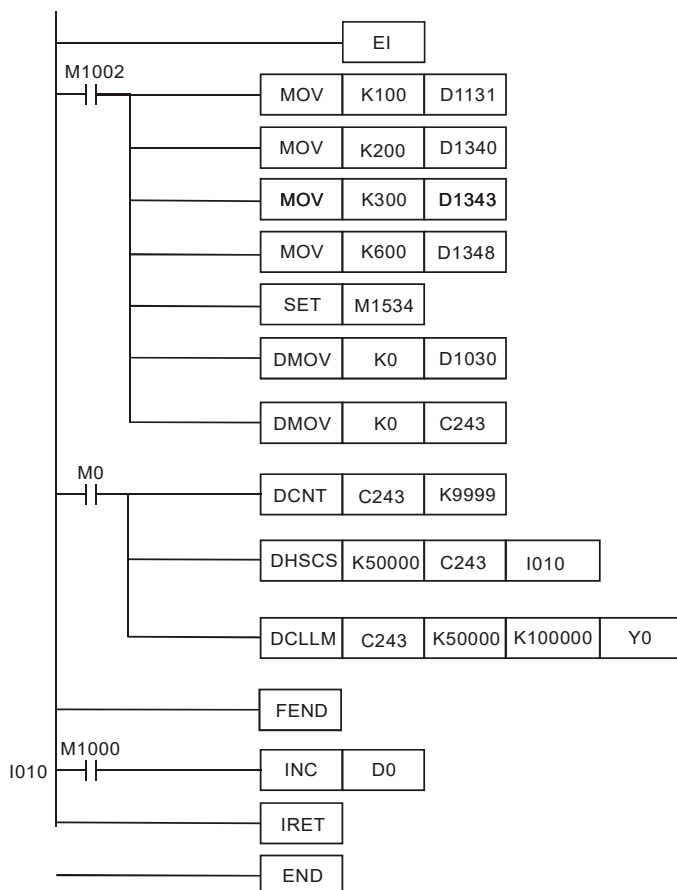 EI
M1002
MOV K100 D1131
MOV K200 D1340
MOV K300 D1343
MOV K600 D1348
SET M1534
DMOV K0 D1030
DMOV K0 C243
M0
DCNT C243 K9999
DHSCS K50000 C243 I010
DCLLM C243 K50000 K100000 Y0
FEND
M1000
I010 INC D0
IRET
END